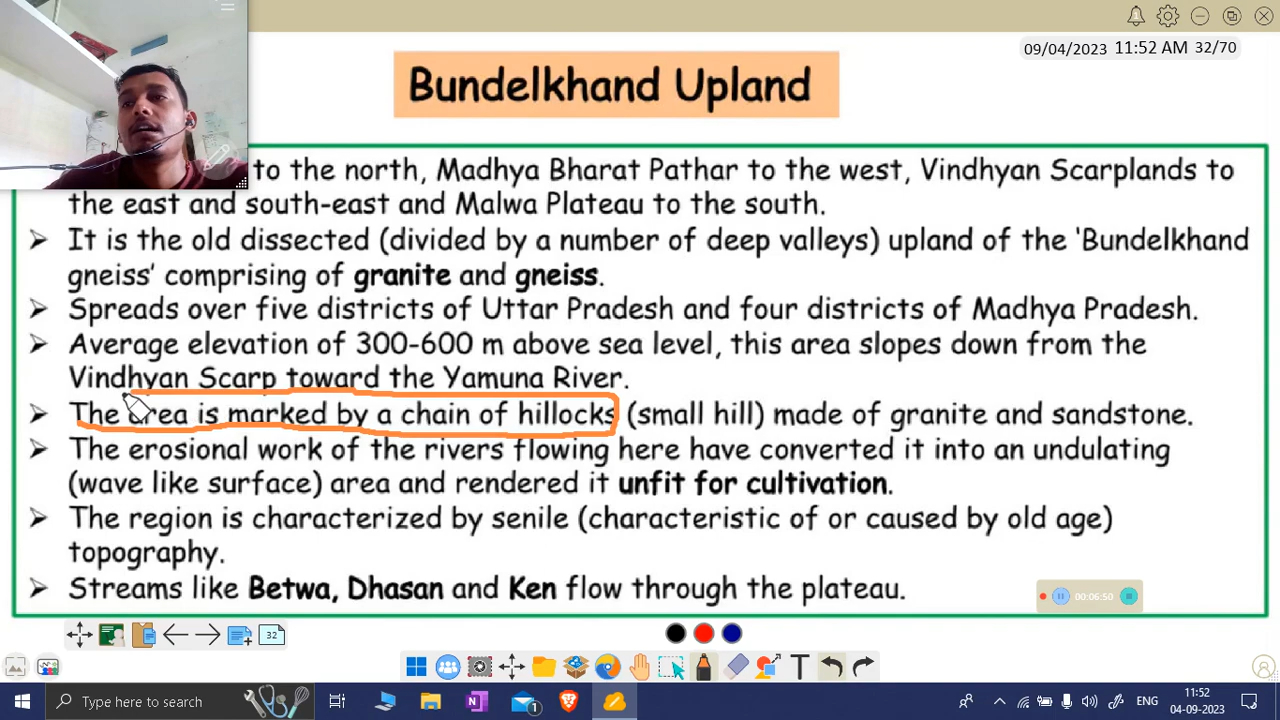 09/04/2023 11:52 AM 32/70
Bundelkhand Upland
to the north, Madhya Bharat Pathar to the west, Vindhyan Scarplands to
the east and south-east and Malwa Plateau to the south.
➢ It is the old dissected (divided by a number of deep valleys) upland of the 'Bundelkhand
gneiss' comprising of granite and gneiss.
➢ Spreads over five districts of Uttar Pradesh and four districts of Madhya Pradesh.
➢ Average elevation of 300-600 m above sea level, this area slopes down from the
Vindhyan Scarp toward the Yamuna River.
➢ The area is marked by a chain of hillocks (small hill) made of granite and sandstone.
➢ The erosional work of the rivers flowing here have converted it into an undulating
(wave like surface) area and rendered it unfit for cultivation.
➢ The region is characterized by senile (characteristic of or caused by old age)
topography.
➢ Streams like Betwa, Dhasan and Ken flow through the plateau.
00:06:50
32
T
Type here to search
N
1
ENG
11:52
04-09-2023